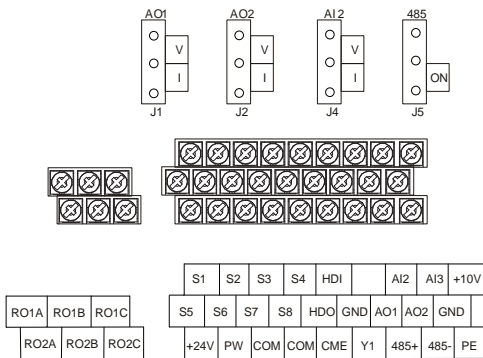 AO1 AO2 AI2 485
V V V
I I I ON
J1 J2 J4 J5
S1 S2 S3 S4 HDI AI2 AI3 +10V
RO1A RO1B RO1C S5 S6 S7 S8 HDO GND AO1 AO2 GND
RO2A RO2B RO2C +24V PW COM COM CME Y1 485+ 485- PE